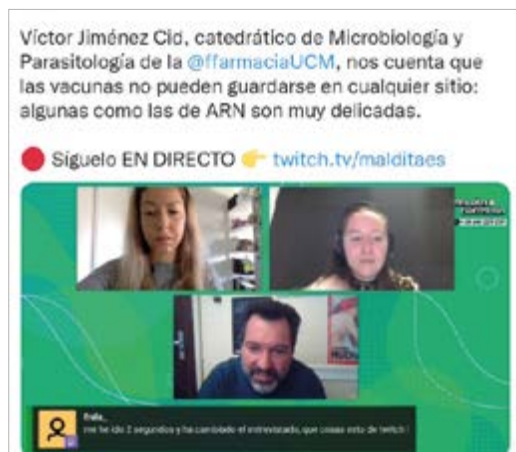 Víctor Jiménez Cid, catedrático de Microbiología y
Parasitología de la @ffarmaciaUCM, nos cuenta que
las vacunas no pueden guardarse en cualquier sitio:
algunas como las de ARN son muy delicadas.
Síguelo EN DIRECTO twitch.tv/malditaes
me he ido 2 segundos y ha cambiado el entrevistado, que cosas esto de twitch !